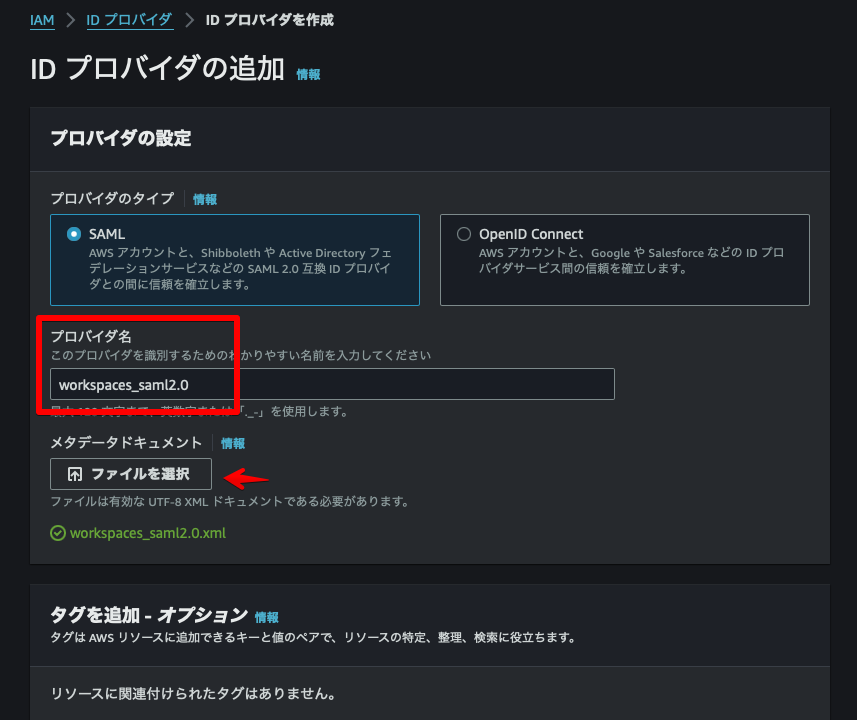 IAM > ID プロバイダ > ID プロバイダを作成
ID プロバイダの追加 情報
プロバイダの設定
プロバイダのタイプ 情報
SAML
AWS アカウントと、Shibboleth や Active Directory フェ
デレーションサービスなどの SAML 2.0 互換 ID プロバイ
ダとの間に信頼を確立します。
OpenID Connect
AWS アカウントと、Google や Salesforce などの ID プロ
バイダサービス間の信頼を確立します。
プロバイダ名
このプロバイダを識別するためのわかりやすい名前を入力してください
workspaces_saml2.0
最大 128 文字まで、英数字または「._-」を使用します。
メタデータドキュメント 情報
ファイルを選択
ファイルは有効な UTF-8 XML ドキュメントである必要があります。
workspaces_saml2.0.xml
タグを追加 - オプション 情報
タグは AWS リソースに追加できるキーと値のペアで、リソースの特定、整理、検索に役立ちます。
リソースに関連付けられたタグはありません。